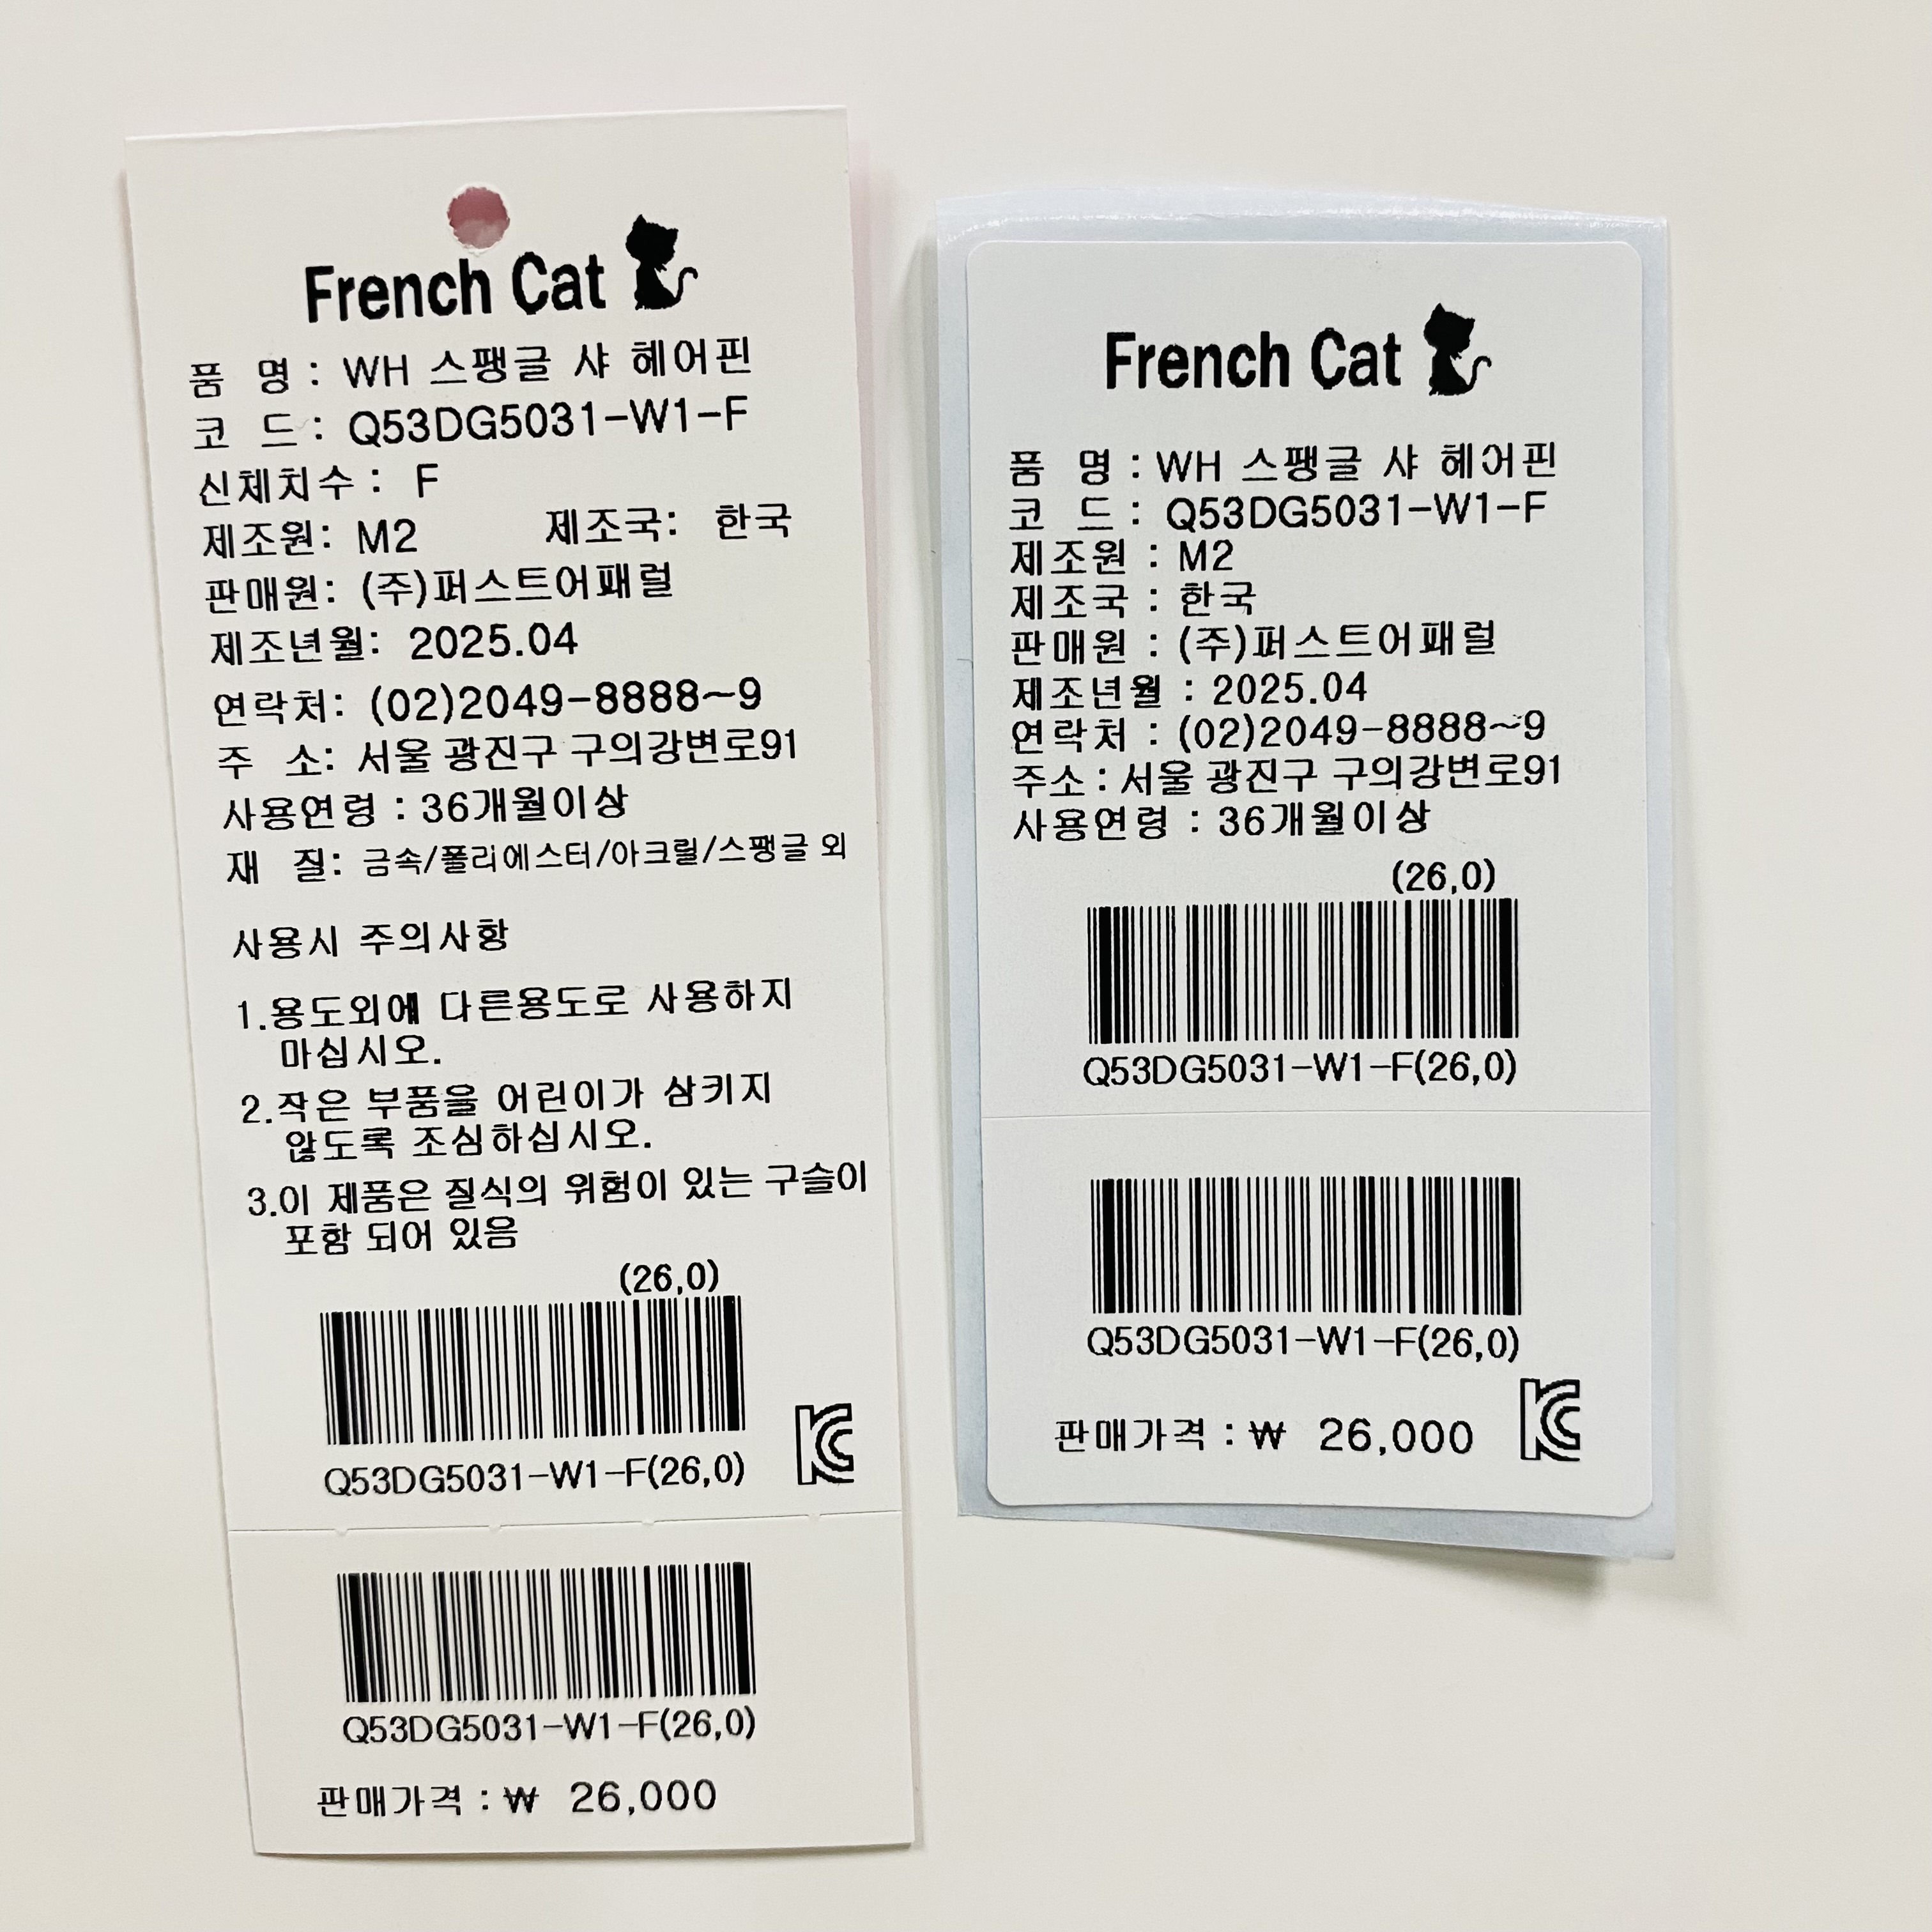 French Cat
품 명 : WH 스팽글 샤 헤어핀
코 드 : Q53DG5031-W1-F
신체치수 : F
제조원: M2 제조국: 한국
판매원: (주)퍼스트어패럴
제조년월: 2025.04
연락처: (02)2049-8888~9
주 소: 서울 광진구 구의강변로91
사용연령 : 36개월이상
재 질: 금속/폴리에스터/아크릴/스팽글 외
사용시 주의사항
1.용도외에 다른용도로 사용하지
마십시오.
2.작은 부품을 어린이가 삼키지
않도록 조심하십시오.
3.이 제품은 질식의 위험이 있는 구슬이
포함 되어 있음
(26,0)
Q53DG5031-W1-F(26,0)
KC
Q53DG5031-W1-F(26,0)
판매가격 : ₩ 26,000
French Cat
품 명 : WH 스팽글 샤 헤어핀
코 드 : Q53DG5031-W1-F
제조원 : M2
제조국 : 한국
판매원 : (주)퍼스트어패럴
제조년월 : 2025.04
연락처 : (02)2049-8888~9
주소 : 서울 광진구 구의강변로91
사용연령 : 36개월이상
(26,0)
Q53DG5031-W1-F(26,0)
Q53DG5031-W1-F(26,0)
판매가격 : ₩ 26,000 KC